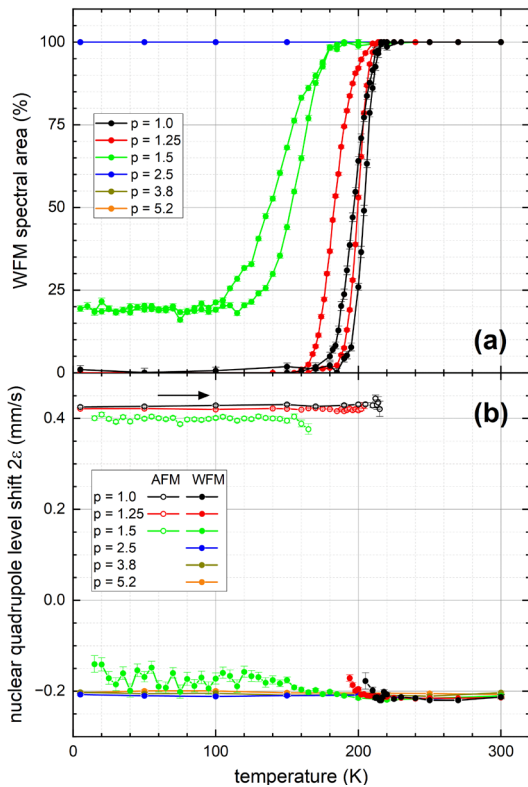 100
75
50
25
0
WFM spectral area (%)
p = 1.0
p = 1.25
p = 1.5
p = 2.5
p = 3.8
p = 5.2
(a)
0.4
0.2
0.0
−0.2
nuclear quadrupole level shift 2ε (mm/s)
(b)
AFM WFM
p = 1.0
p = 1.25
p = 1.5
p = 2.5
p = 3.8
p = 5.2
0 100 200 300
temperature (K)